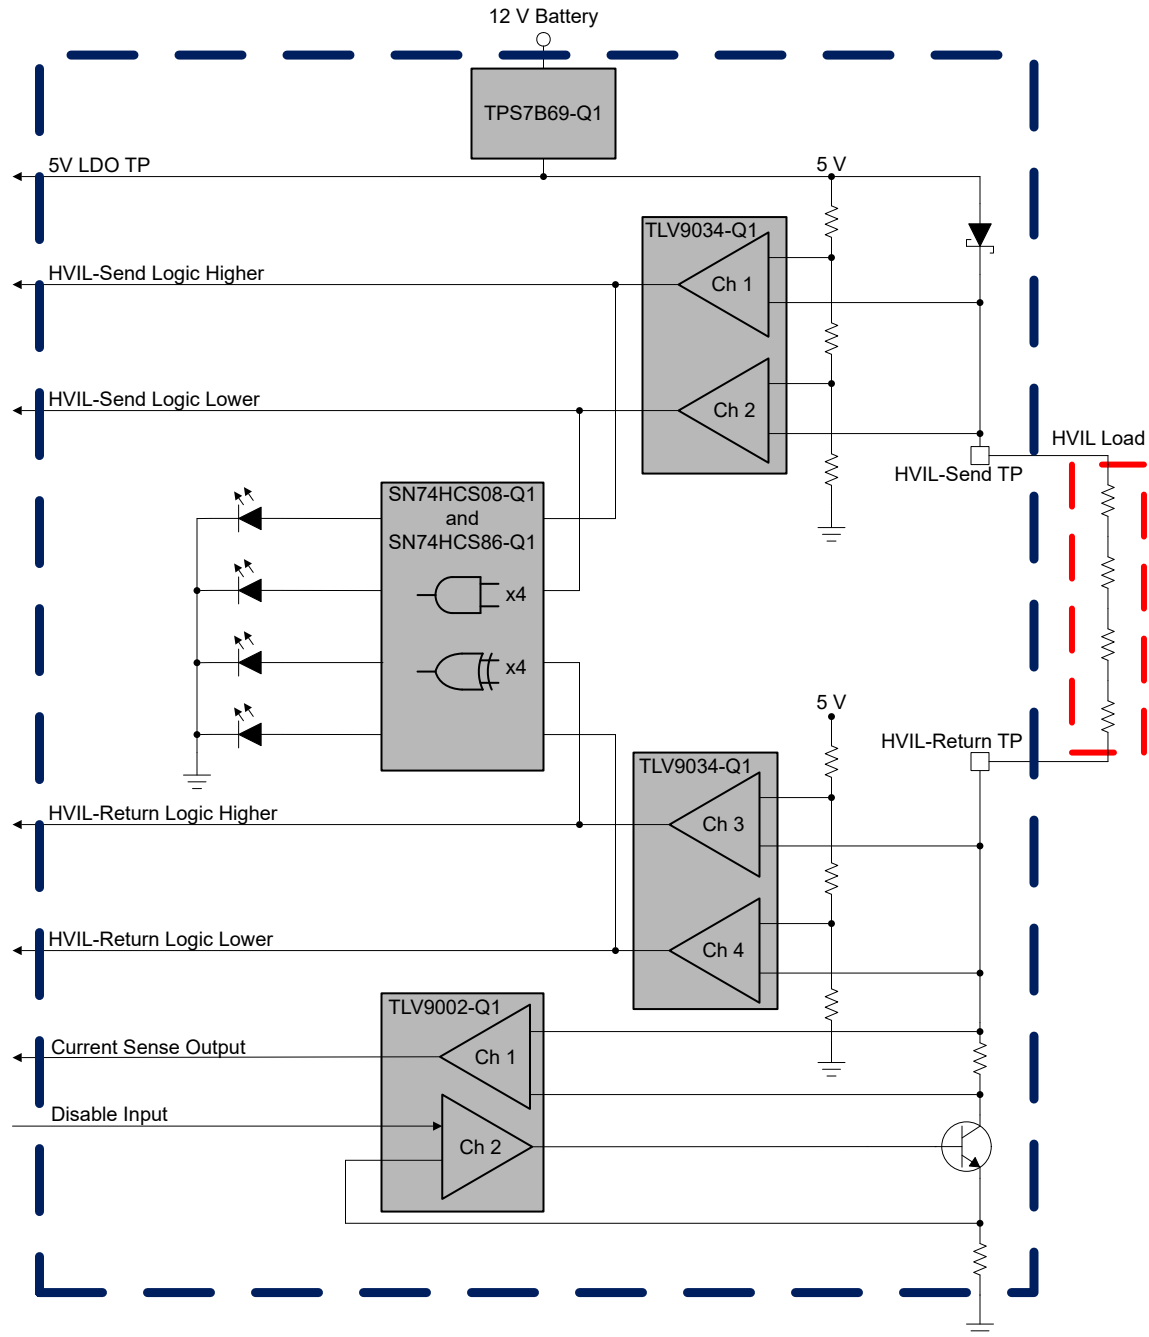 12 V Battery
TPS7B69-Q1
5V LDO TP
5 V
TLV9034-Q1
HVIL-Send Logic Higher
Ch 1
HVIL-Send Logic Lower
Ch 2
HVIL Load
HVIL-Send TP
SN74HCS08-Q1
and
SN74HCS86-Q1
x4
x4
5 V
HVIL-Return TP
TLV9034-Q1
HVIL-Return Logic Higher
Ch 3
HVIL-Return Logic Lower
Ch 4
TLV9002-Q1
Current Sense Output
Ch 1
Disable Input
Ch 2